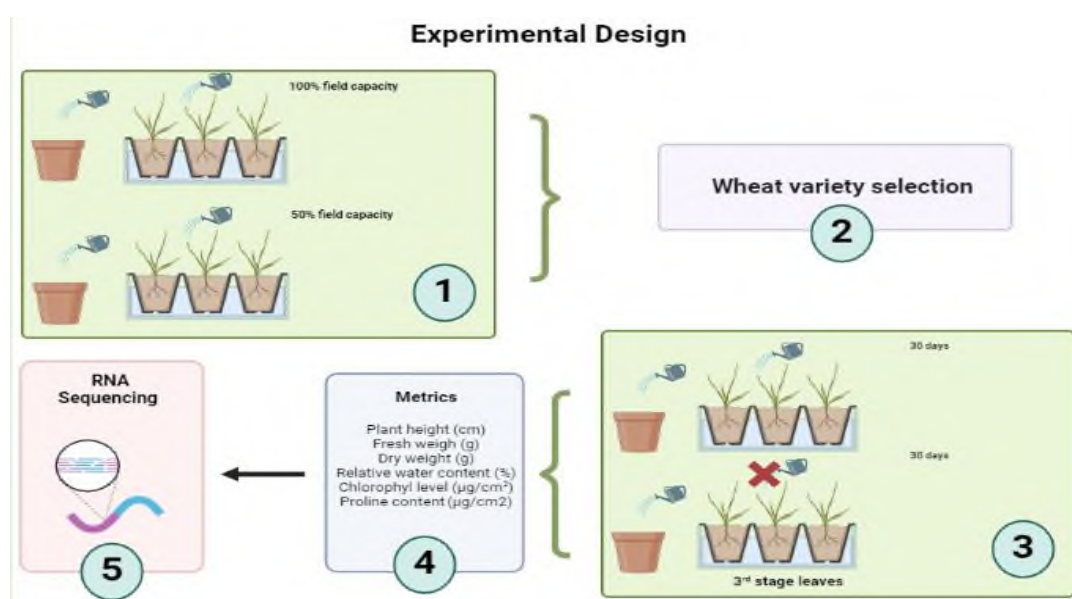 Experimental Design
100% field capacity
50% field capacity
1
Wheat variety selection
2
30 days
30 days
3rd stage leaves
3
Metrics
Plant height (cm)
Fresh weigh (g)
Dry weight (g)
Relative water content (%)
Chlorophyl level (µg/cm²)
Proline content (µg/cm2)
4
RNA
Sequencing
5